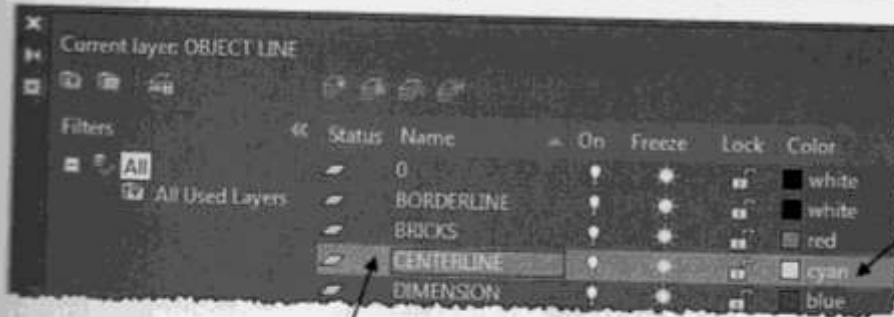 Current layer: OBJECT LINE
Filters
All
All Used Layers
Status Name On Freeze Lock Color
0 white
BORDERLINE white
BRICKS red
CENTERLINE cyan
DIMENSION blue